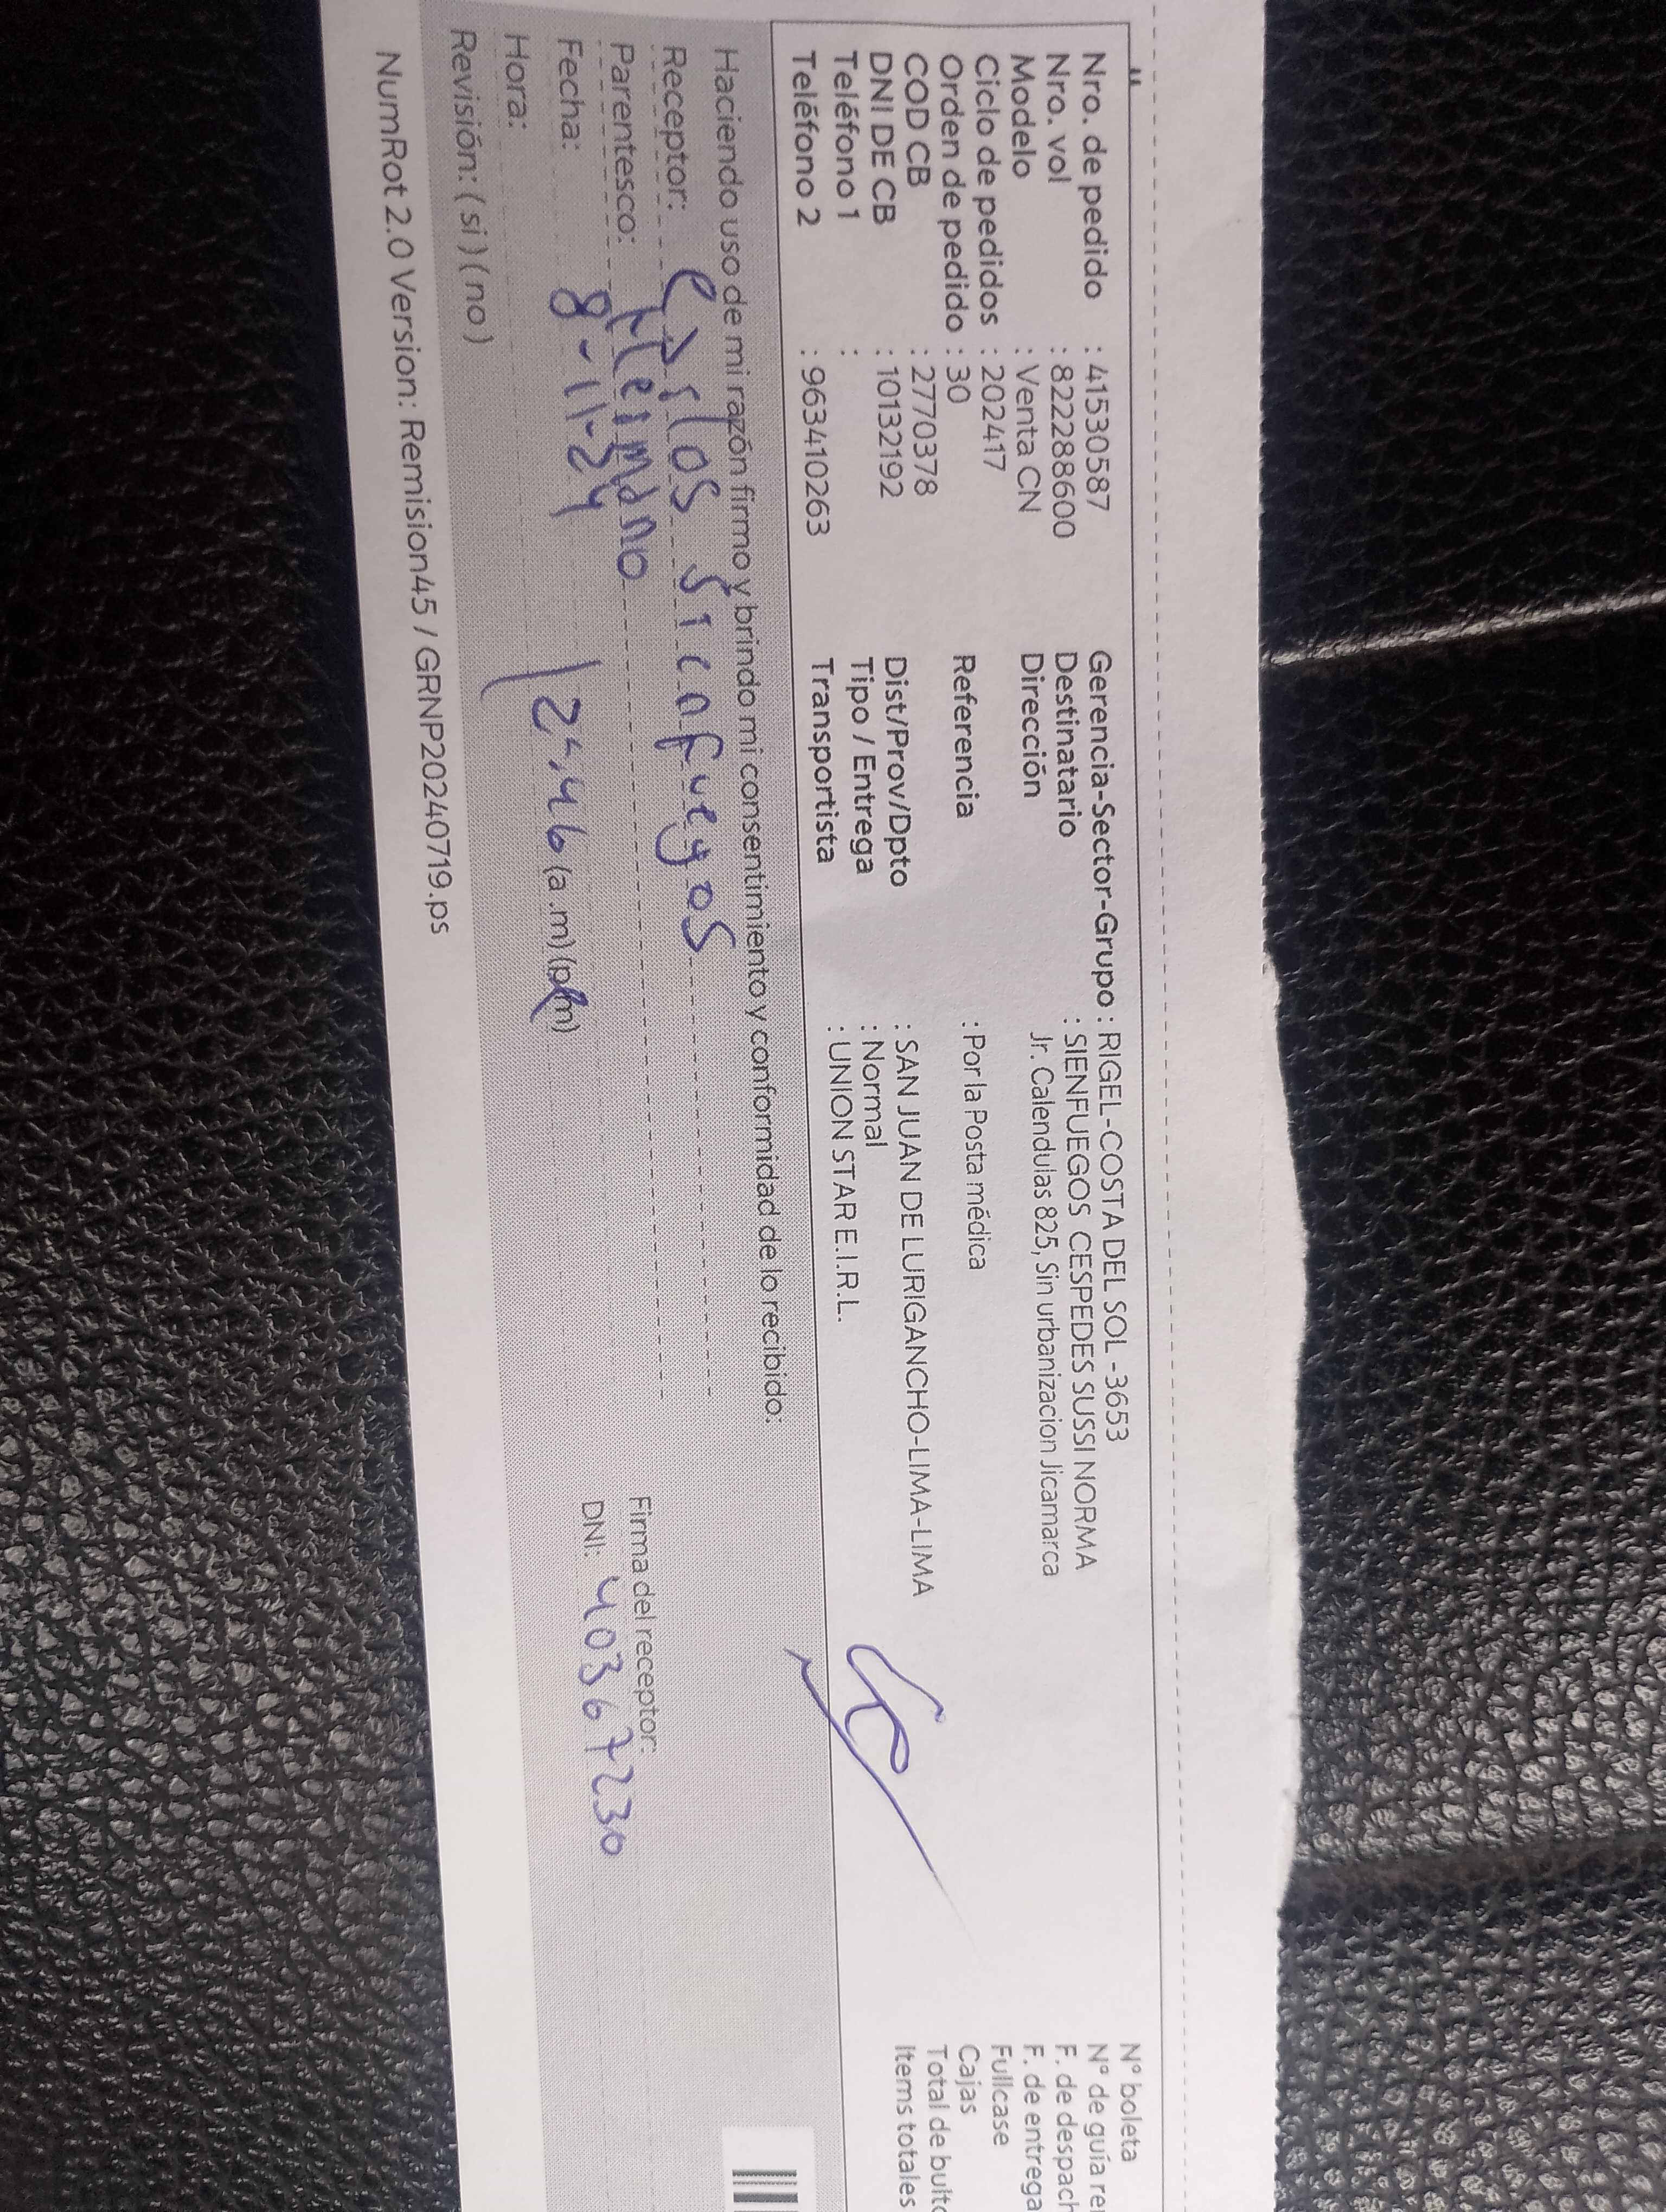 Nro. de pedido : 41530587
Nro. vol : 822288600
Modelo : Venta CN
Ciclo de pedidos : 202417
Orden de pedido : 30
COD CB : 2770378
DNI DE CB : 10132192
Teléfono 1 :
Teléfono 2 : 963410263
Gerencia-Sector-Grupo : RIGEL-COSTA DEL SOL -3653
Destinatario : SIENFUEGOS CESPEDES SUSSI NORMA
Dirección Jr. Calendulas 825, Sin urbanizacion Jicamarca
Referencia : Por la Posta médica
Dist/Prov/Dpto : SAN JUAN DE LURIGANCHO-LIMA-LIMA
Tipo / Entrega : Normal
Transportista : UNION STAR E.I.R.L.
N° boleta
N° de guía re
F. de despach
F. de entrega
Fullcase
Cajas
Total de bulto
Items totales
Haciendo uso de mi razón firmo y brindo mi consentimiento y conformidad de lo recibido:
Receptor: Carlos Sicafuegos
Parentesco: Hermano
Fecha: 8-11-24
Hora: 12:46 (a.m) (p.m)
Revisión: ( si ) ( no )
Firma del receptor:
DNI: 40367230
NumRot 2.0 Version: Remision45 / GRNP20240719.ps